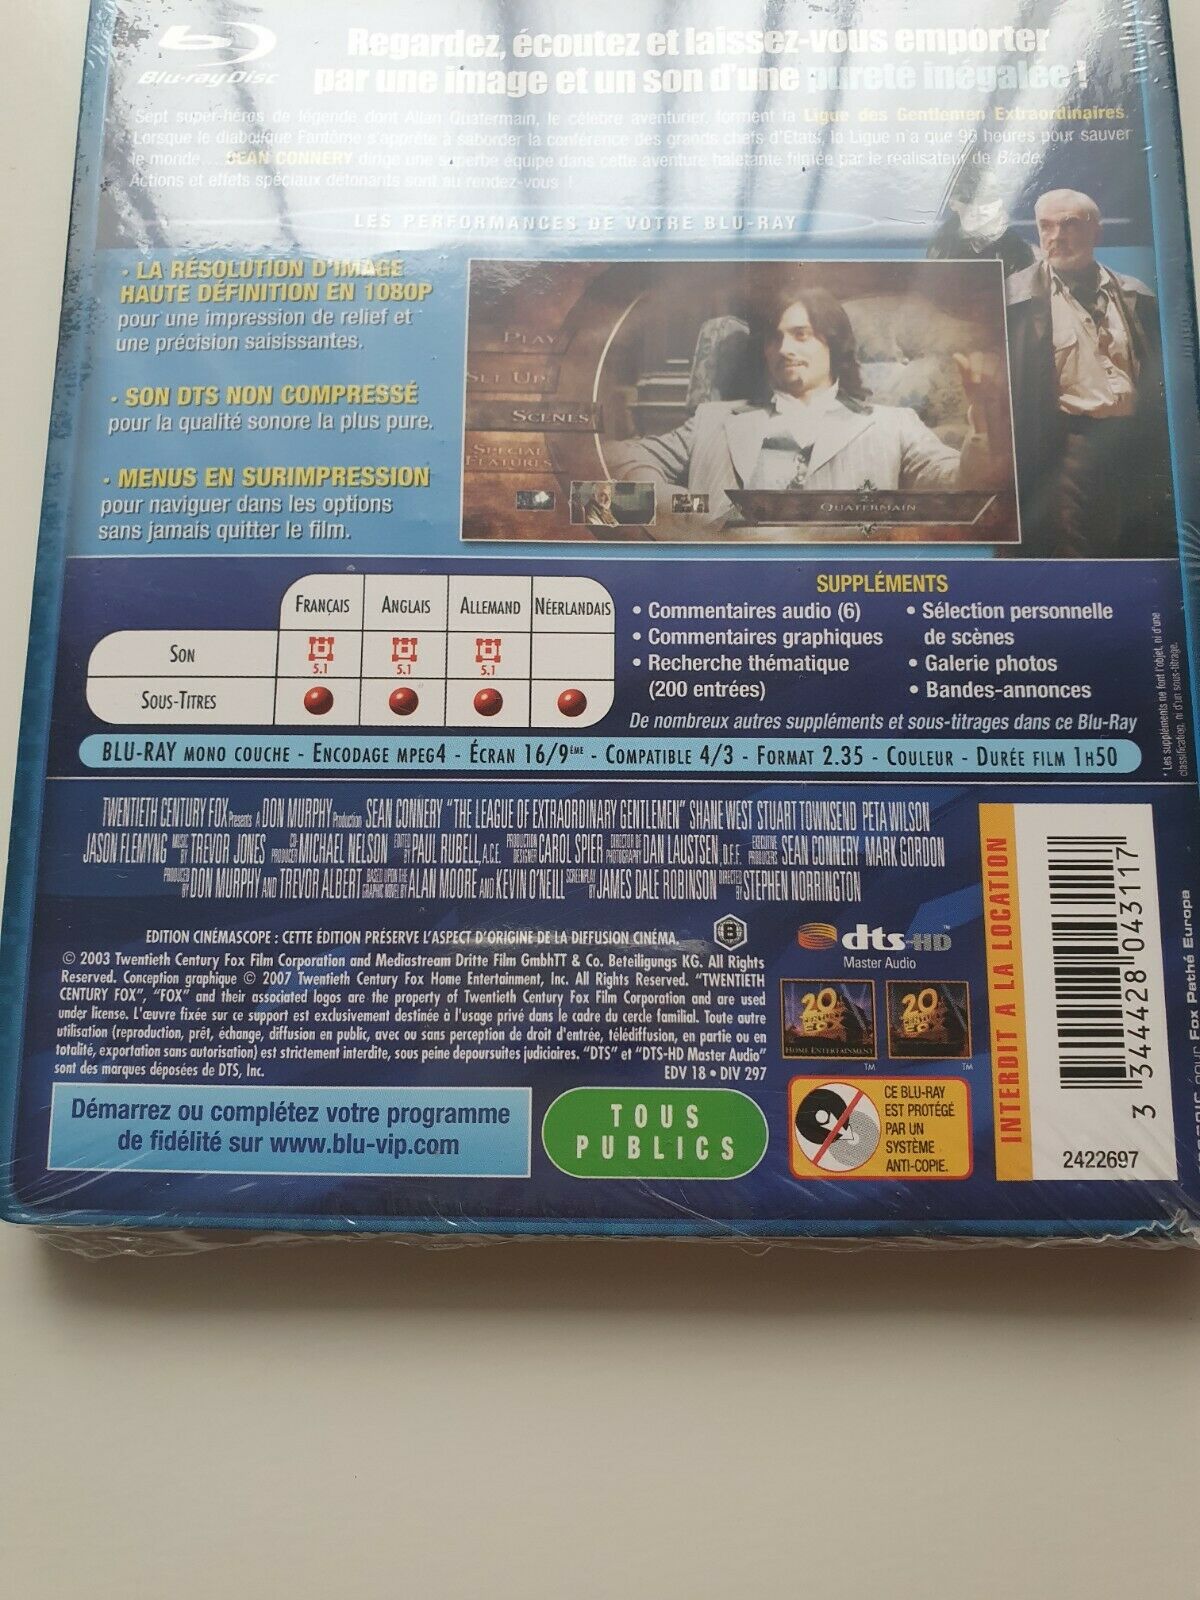 Blu-ray Disc
Regardez, écoutez et laissez-vous emporter
par une image et un son d'une pureté inégalée !
Sept super-héros de légende dont Allan Quatermain, le célèbre aventurier, forment la Ligue des Gentlemen Extraordinaires.
Lorsque le diabolique Fantôme s'apprête à saborder la conférence des grands chefs d'Etats, la Ligue n'a que 96 heures pour sauver
le monde... SEAN CONNERY dirige une superbe équipe dans cette aventure haletante filmée par le réalisateur de Blade.
Actions et effets spéciaux détonants sont au rendez-vous !
LES PERFORMANCES DE VOTRE BLU-RAY
• LA RÉSOLUTION D'IMAGE
HAUTE DÉFINITION EN 1080P
pour une impression de relief et
une précision saisissantes.
• SON DTS NON COMPRESSÉ
pour la qualité sonore la plus pure.
• MENUS EN SURIMPRESSION
pour naviguer dans les options
sans jamais quitter le film.
PLAY
SET UP
SCENES
SPECIAL
FEATURES
QUATERMAIN
FRANÇAIS ANGLAIS ALLEMAND NÉERLANDAIS
SON 5.1 5.1 5.1
SOUS-TITRES
SUPPLÉMENTS
• Commentaires audio (6)
• Commentaires graphiques
• Recherche thématique
(200 entrées)
• Sélection personnelle
de scènes
• Galerie photos
• Bandes-annonces
De nombreux autres suppléments et sous-titrages dans ce Blu-Ray
* Les suppléments ne font l'objet, ni d'une
classification, ni d'un sous-titrage.
BLU-RAY MONO COUCHE - ENCODAGE MPEG4 - ÉCRAN 16/9ÈME - COMPATIBLE 4/3 - FORMAT 2.35 - COULEUR - DURÉE FILM 1H50
TWENTIETH CENTURY FOX Presents A DON MURPHY Production SEAN CONNERY "THE LEAGUE OF EXTRAORDINARY GENTLEMEN" SHANE WEST STUART TOWNSEND PETA WILSON
JASON FLEMYNG MUSIC BY TREVOR JONES CO-PRODUCER MICHAEL NELSON EDITED BY PAUL RUBELL, A.C.E. PRODUCTION DESIGNER CAROL SPIER DIRECTOR OF PHOTOGRAPHY DAN LAUSTSEN, D.F.F. EXECUTIVE PRODUCERS SEAN CONNERY MARK GORDON
PRODUCED BY DON MURPHY AND TREVOR ALBERT BASED UPON THE GRAPHIC NOVEL BY ALAN MOORE AND KEVIN O'NEILL SCREENPLAY BY JAMES DALE ROBINSON DIRECTED BY STEPHEN NORRINGTON
EDITION CINÉMASCOPE : CETTE ÉDITION PRÉSERVE L'ASPECT D'ORIGINE DE LA DIFFUSION CINÉMA.
© 2003 Twentieth Century Fox Film Corporation and Mediastream Dritte Film GmbhTT & Co. Beteiligungs KG. All Rights
Reserved. Conception graphique © 2007 Twentieth Century Fox Home Entertainment, Inc. All Rights Reserved. "TWENTIETH
CENTURY FOX", "FOX" and their associated logos are the property of Twentieth Century Fox Film Corporation and are used
under license. L'œuvre fixée sur ce support est exclusivement destinée à l'usage privé dans le cadre du cercle familial. Toute autre
utilisation (reproduction, prêt, échange, diffusion en public, avec ou sans perception de droit d'entrée, télédiffusion, en partie ou en
totalité, exportation sans autorisation) est strictement interdite, sous peine depoursuites judiciaires. "DTS" et "DTS-HD Master Audio"
sont des marques déposées de DTS, Inc.
EDV 18 • DIV 297
dts-HD™
Master Audio
20th CENTURY FOX
HOME ENTERTAINMENT
TM
20th CENTURY FOX
TM
Démarrez ou complétez votre programme
de fidélité sur www.blu-vip.com
TOUS
PUBLICS
CE BLU-RAY
EST PROTÉGÉ
PAR UN
SYSTÈME
ANTI-COPIE.
INTERDIT A LA LOCATION
3 344428 043117
2422697
pour Fox Pathé Europa